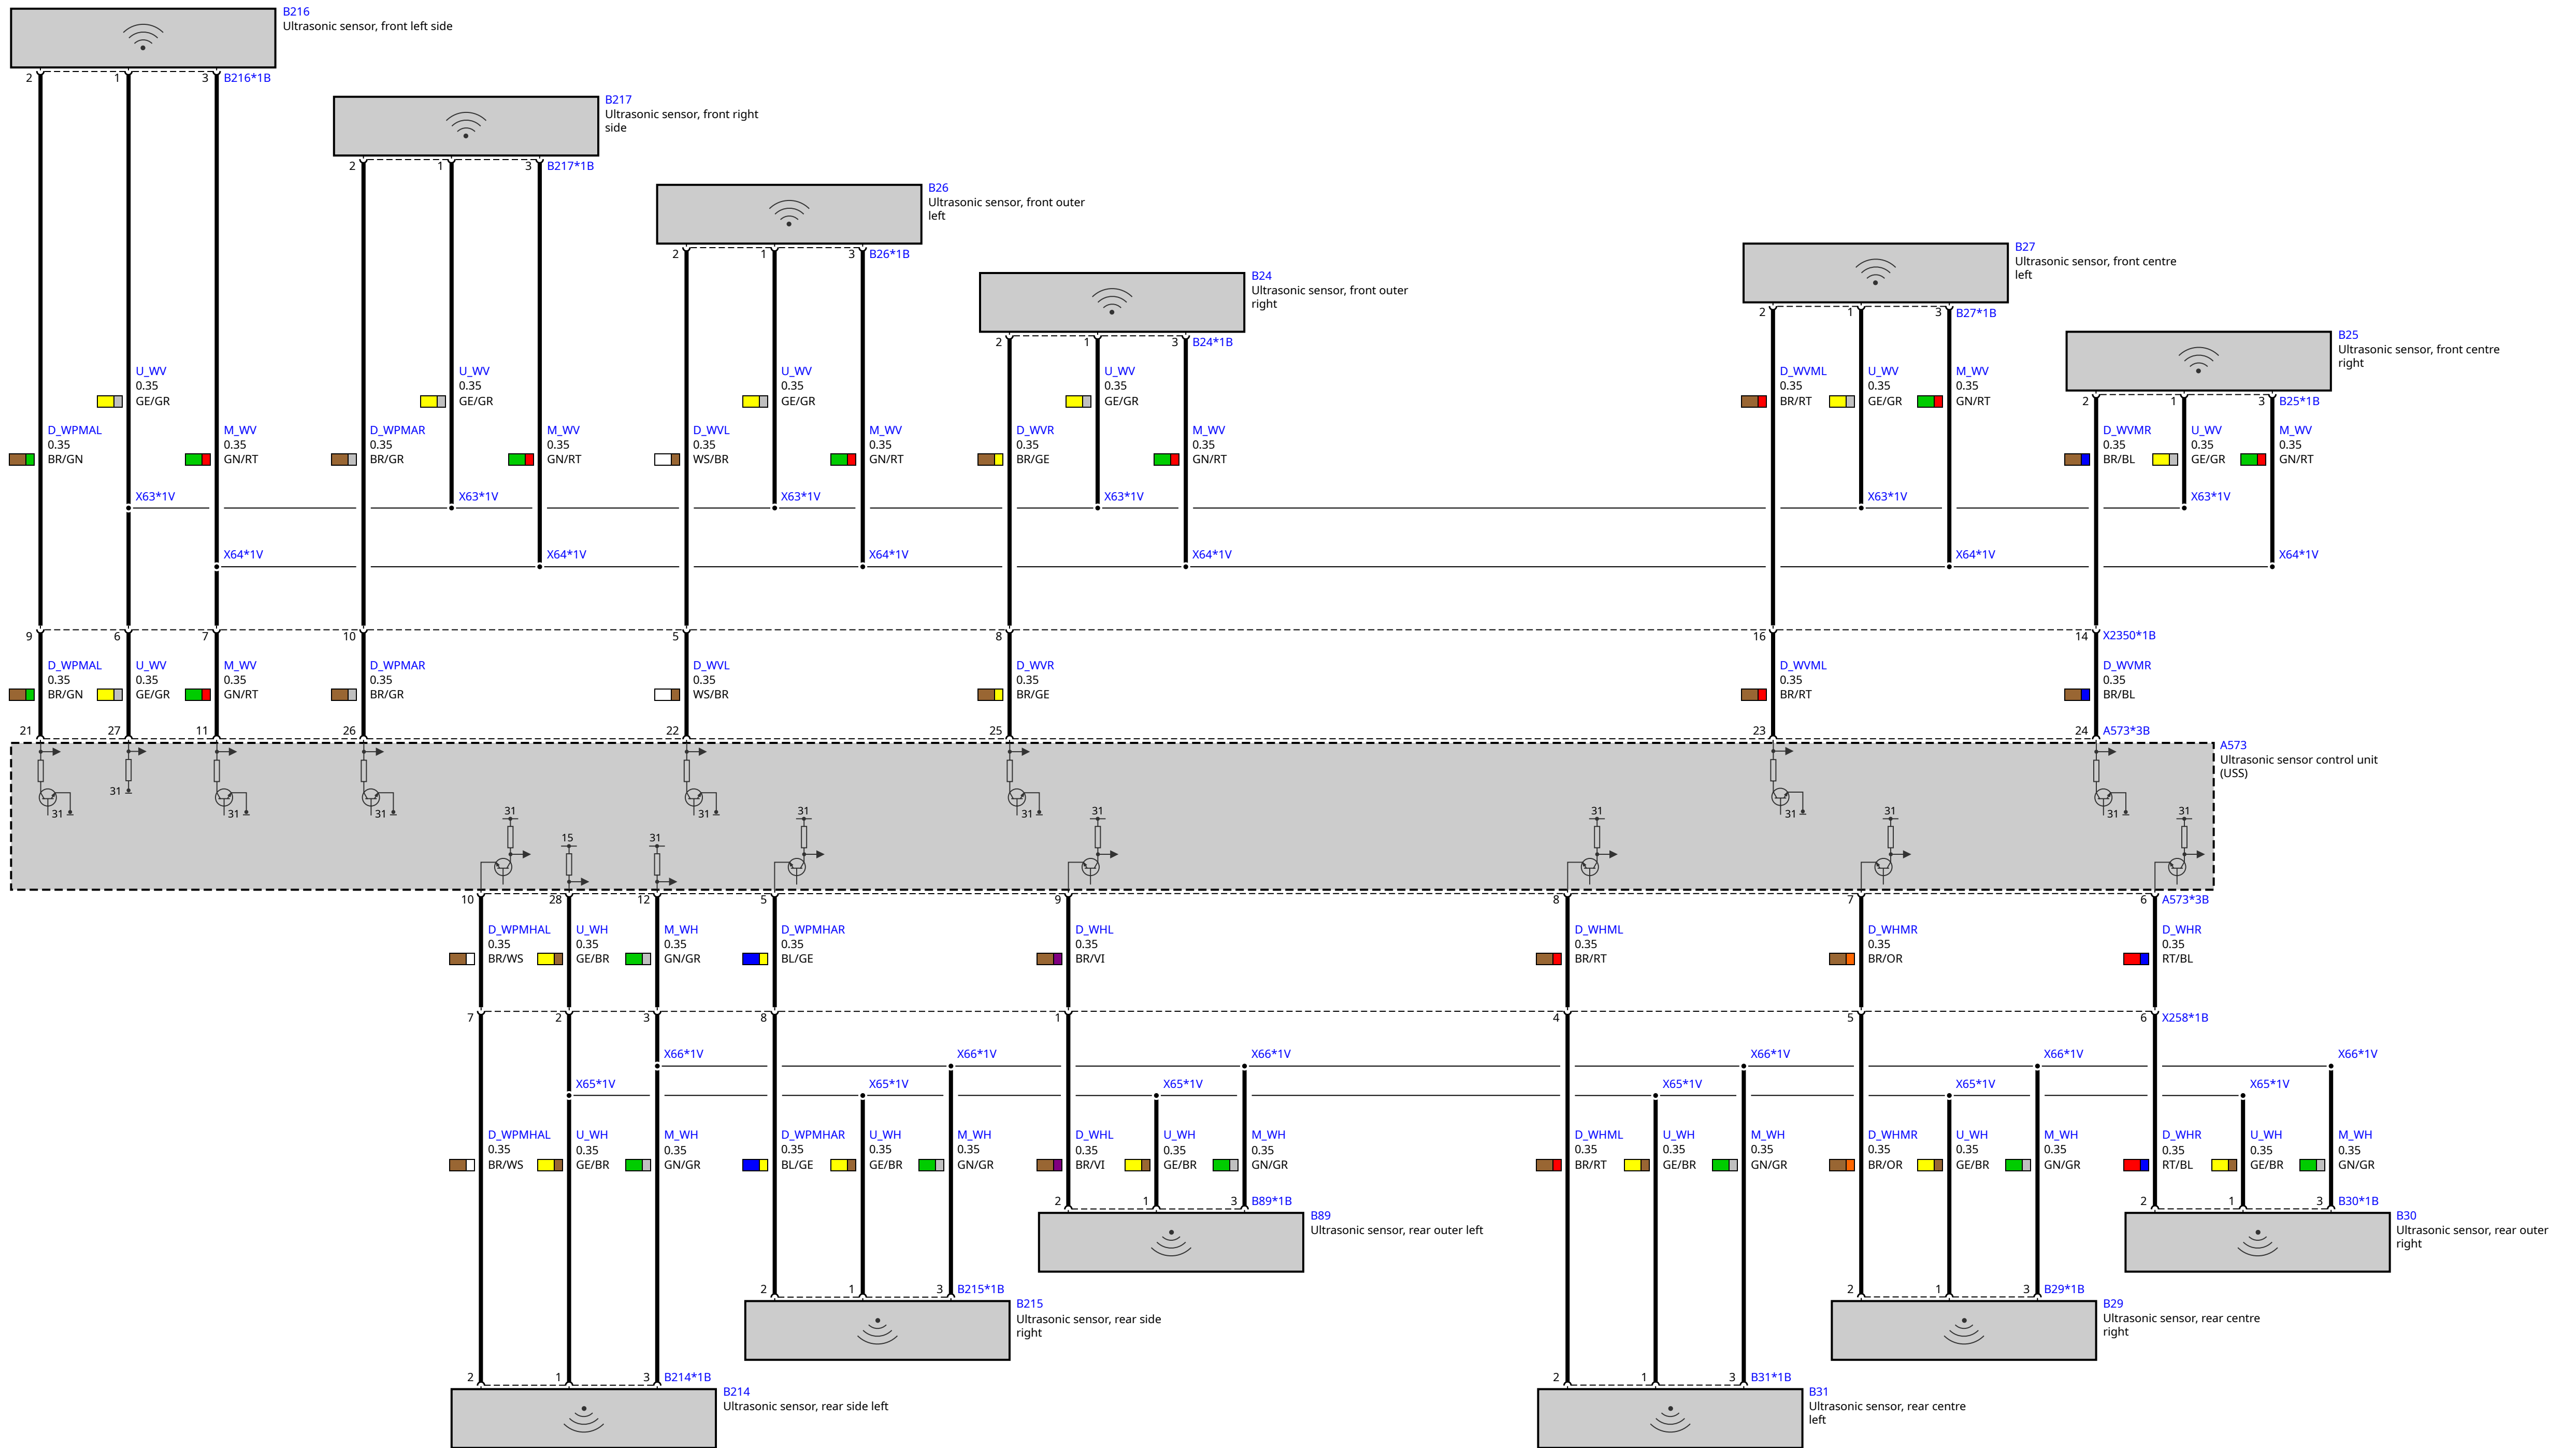 B216
Ultrasonic sensor, front left side
2 1 3 B216*1B
B217
Ultrasonic sensor, front right
side
2 1 3 B217*1B
B26
Ultrasonic sensor, front outer
left
2 1 3 B26*1B
B24
Ultrasonic sensor, front outer
right
2 1 3 B24*1B
B27
Ultrasonic sensor, front centre
left
2 1 3 B27*1B
B25
Ultrasonic sensor, front centre
right
2 1 3 B25*1B
U_WV U_WV U_WV U_WV D_WVML U_WV M_WV
0.35 0.35 0.35 0.35 0.35 0.35 0.35
GE/GR GE/GR GE/GR GE/GR BR/RT GE/GR GN/RT
D_WPMAL M_WV D_WPMAR M_WV D_WVL M_WV D_WVR M_WV D_WVMR U_WV M_WV
0.35 0.35 0.35 0.35 0.35 0.35 0.35 0.35 0.35 0.35 0.35
BR/GN GN/RT BR/GR GN/RT WS/BR GN/RT BR/GE GN/RT BR/BL GE/GR GN/RT
X63*1V X63*1V X63*1V X63*1V X63*1V X63*1V
X64*1V X64*1V X64*1V X64*1V X64*1V X64*1V
9 6 7 10 5 8 16 14 X2350*1B
D_WPMAL U_WV M_WV D_WPMAR D_WVL D_WVR D_WVML D_WVMR
0.35 0.35 0.35 0.35 0.35 0.35 0.35 0.35
BR/GN GE/GR GN/RT BR/GR WS/BR BR/GE BR/RT BR/BL
21 27 11 26 22 25 23 24 A573*3B
A573
Ultrasonic sensor control unit
(USS)
31
31 31 31 31 31 31 31
31 31 31 31 31 31
15 31
10 28 12 5 9 8 7 6 A573*3B
D_WPMHAL U_WH M_WH D_WPMHAR D_WHL D_WHML D_WHMR D_WHR
0.35 0.35 0.35 0.35 0.35 0.35 0.35 0.35
BR/WS GE/BR GN/GR BL/GE BR/VI BR/RT BR/OR RT/BL
7 2 3 8 1 4 5 6 X258*1B
X66*1V X66*1V X66*1V X66*1V X66*1V X66*1V
X65*1V X65*1V X65*1V X65*1V X65*1V X65*1V
D_WPMHAL U_WH M_WH D_WPMHAR U_WH M_WH D_WHL U_WH M_WH D_WHML U_WH M_WH D_WHMR U_WH M_WH D_WHR U_WH M_WH
0.35 0.35 0.35 0.35 0.35 0.35 0.35 0.35 0.35 0.35 0.35 0.35 0.35 0.35 0.35 0.35 0.35 0.35
BR/WS GE/BR GN/GR BL/GE GE/BR GN/GR BR/VI GE/BR GN/GR BR/RT GE/BR GN/GR BR/OR GE/BR GN/GR RT/BL GE/BR GN/GR
2 1 3 B89*1B
B89
Ultrasonic sensor, rear outer left
2 1 3 B30*1B
B30
Ultrasonic sensor, rear outer
right
2 1 3 B215*1B
B215
Ultrasonic sensor, rear side
right
2 1 3 B29*1B
B29
Ultrasonic sensor, rear centre
right
2 1 3 B214*1B
B214
Ultrasonic sensor, rear side left
2 1 3 B31*1B
B31
Ultrasonic sensor, rear centre
left